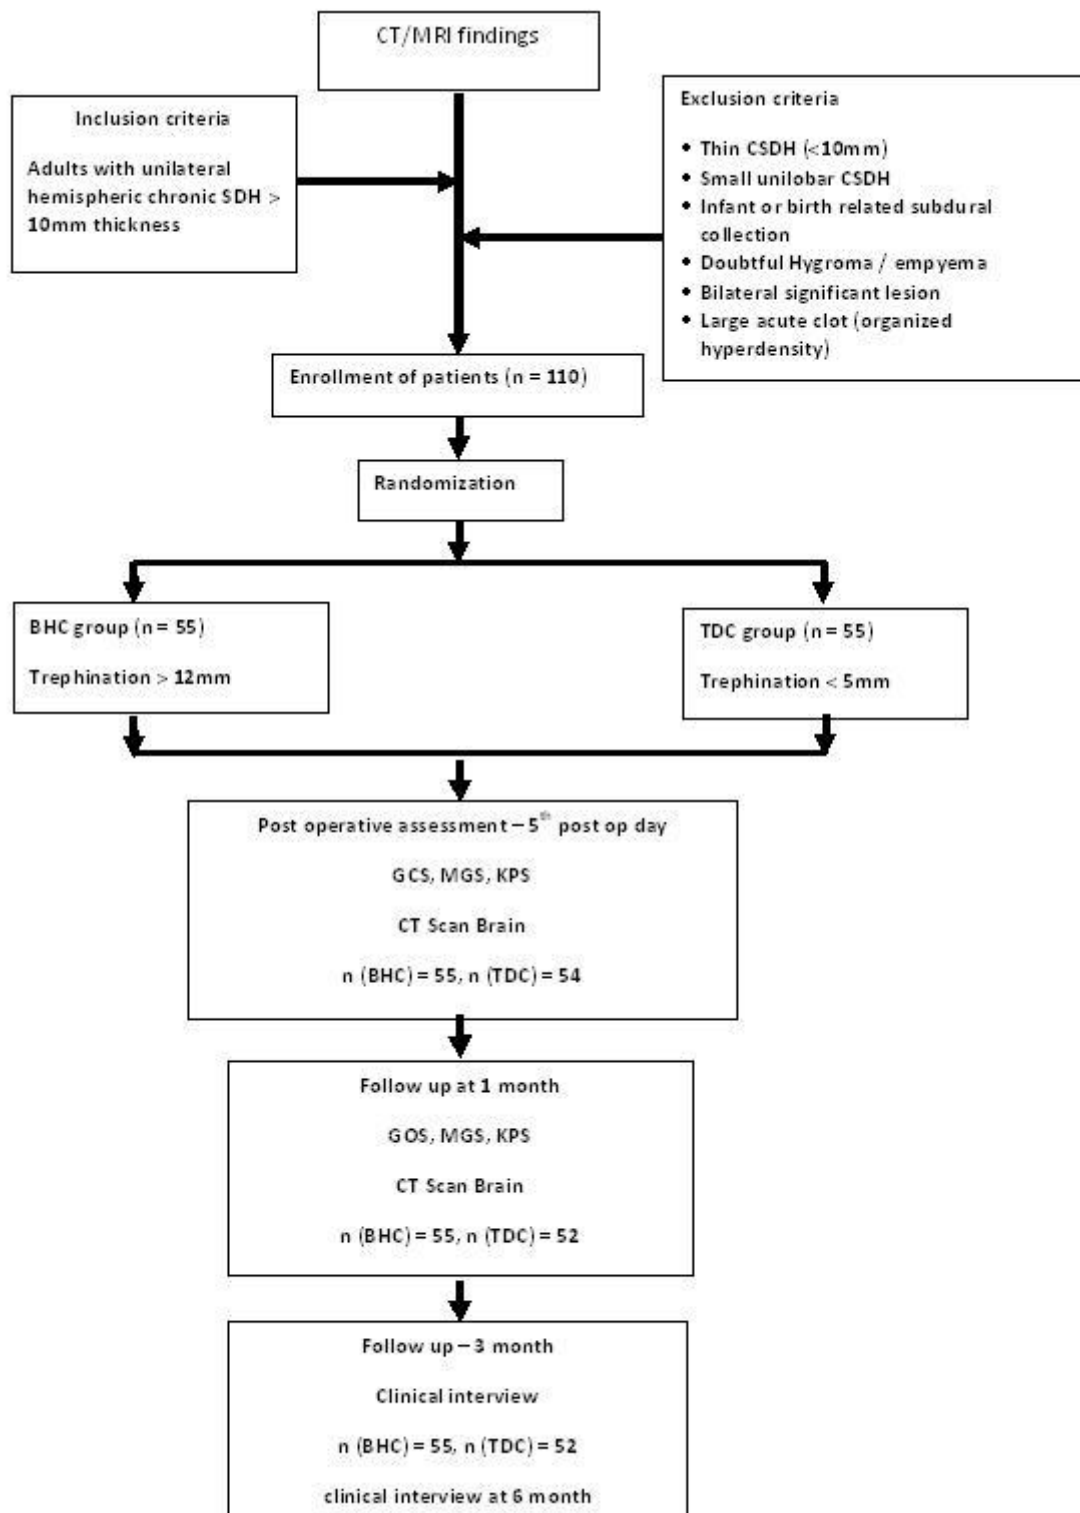 CT/MRI findings
Inclusion criteria
Adults with unilateral
hemispheric chronic SDH >
10mm thickness
Exclusion criteria
• Thin CSDH (<10mm)
• Small unilobar CSDH
• Infant or birth related subdural
collection
• Doubtful Hygroma / empyema
• Bilateral significant lesion
• Large acute clot (organized
hyperdensity)
Enrollment of patients (n = 110)
Randomization
BHC group (n = 55)
Trephination > 12mm
TDC group (n = 55)
Trephination < 5mm
Post operative assessment – 5th post op day
GCS, MGS, KPS
CT Scan Brain
n (BHC) = 55, n (TDC) = 54
Follow up at 1 month
GOS, MGS, KPS
CT Scan Brain
n (BHC) = 55, n (TDC) = 52
Follow up – 3 month
Clinical interview
n (BHC) = 55, n (TDC) = 52
clinical interview at 6 month